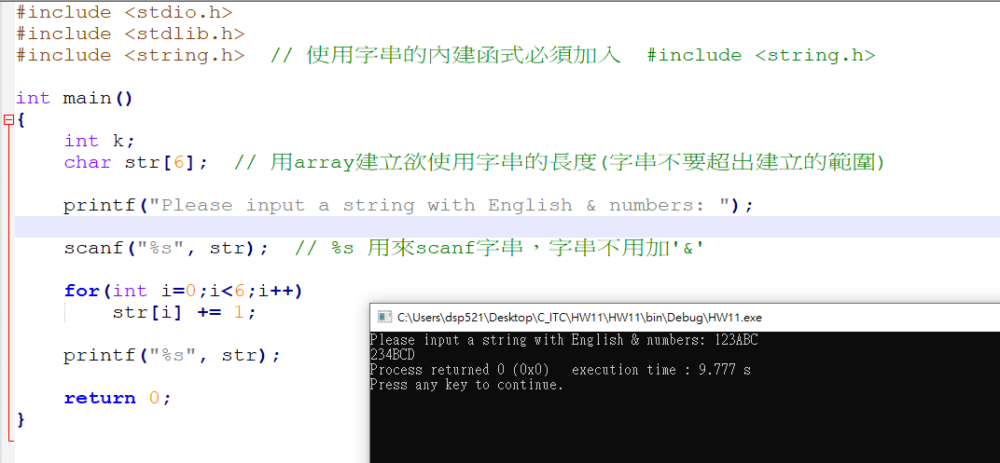 #include <stdio.h>
#include <stdlib.h>
#include <string.h>  // 使用字串的內建函式必須加入  #include <string.h>
int main()
{
    int k;
    char str[6];  // 用array建立欲使用字串的長度(字串不要超出建立的範圍)
    printf("Please input a string with English & numbers: ");
    scanf("%s", str);  // %s 用來scanf字串，字串不用加'&'
    for(int i=0;i<6;i++)
        str[i] += 1;
    printf("%s", str);
    return 0;
}
C:\Users\dsp521\Desktop\C_ITC\HW11\HW11\bin\Debug\HW11.exe
Please input a string with English & numbers: 123ABC
234BCD
Process returned 0 (0x0)   execution time : 9.777 s
Press any key to continue.